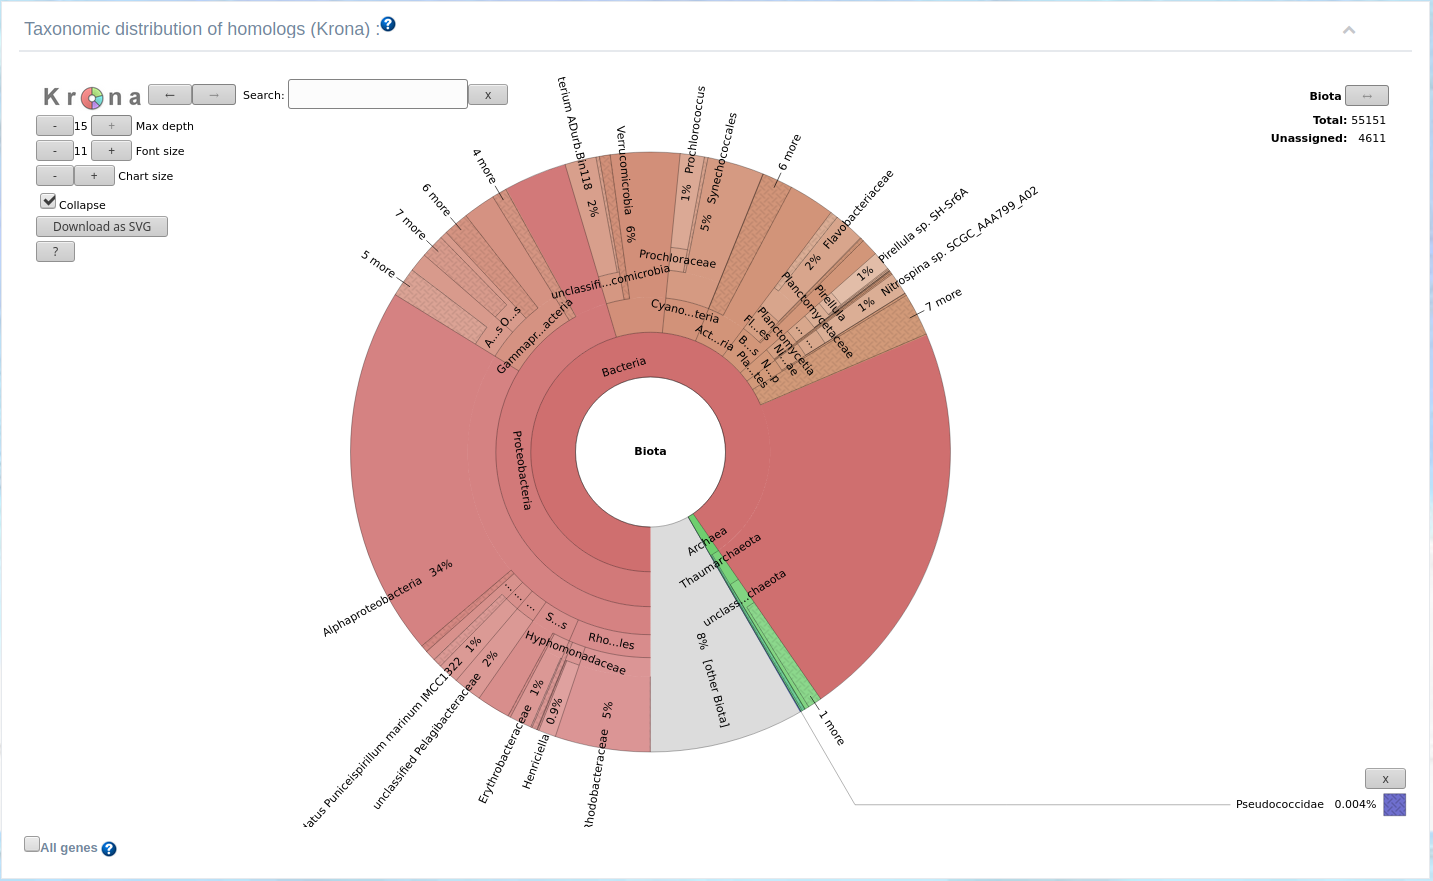 Taxonomic distribution of homologs (Krona) :?
Krona ← → Search: x
- 15 + Max depth
- 11 + Font size
- + Chart size
Collapse
Download as SVG
?
Biota ↔
Total: 55151
Unassigned: 4611
terium ADurb.Bin118 2%
Verrucomicrobia 6%
1% Prochlorococcus
5% Synechococcales
6 more
4 more
6 more
7 more
5 more
Flavobacteriaceae
2%
Pirellula sp. SH-Sr6A
1%
Nitrospina sp. SCGC_AAA799_A02
1%
7 more
Prochloraceae
unclassifi...comicrobia
Cyano...teria
Act...ria
Planctomycetaceae
Pirellula
Planctomycetia
Fl...es
B...s
Pla...tes
N...p
Ni...ae
...
...
A...s
O...s
Gammapr...acteria
Bacteria
Proteobacteria
Biota
Archaea
Thaumarchaeota
unclass...chaeota
Alphaproteobacteria 34%
...
...
...
S...s
Rho...les
Hyphomonadaceae
datus Puniceispirillum marinum IMCC1322 1%
unclassified Pelagibacteraceae 2%
Erythrobacteraceae 1%
Henriciella 0.9%
Rhodobacteraceae 5%
8% [other Biota]
1 more
x
Pseudococcidae 0.004%
All genes ?